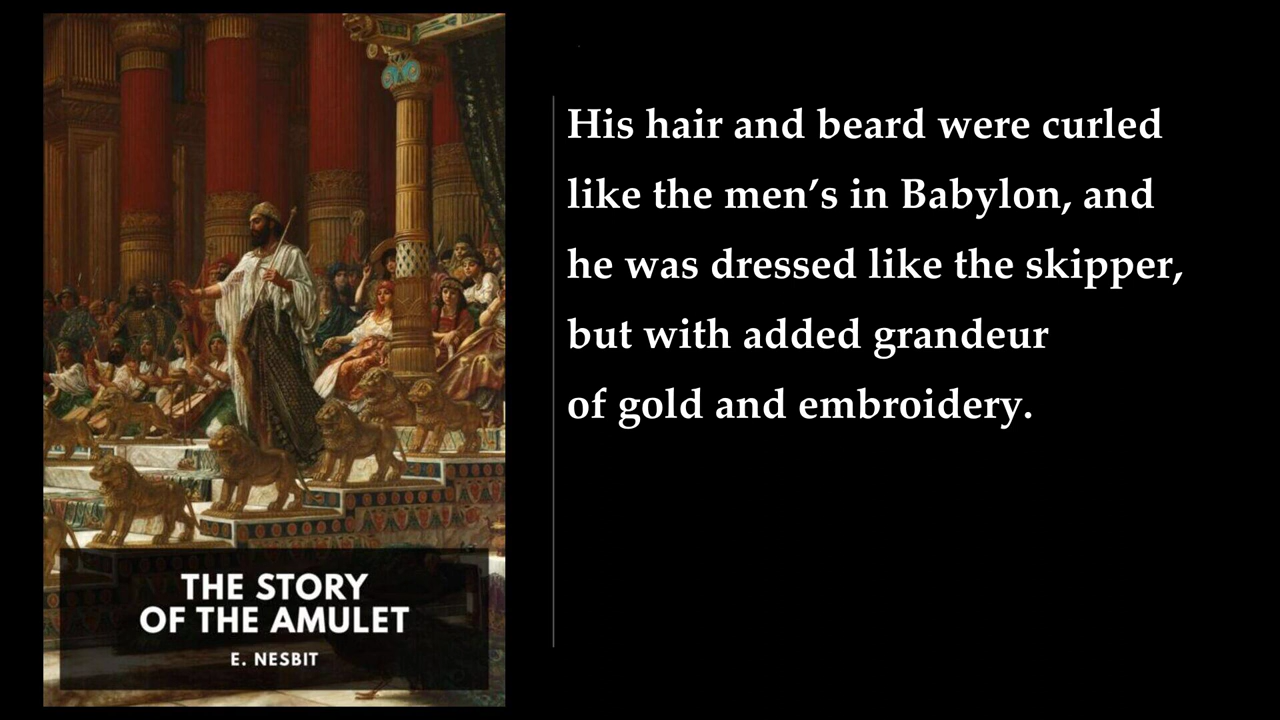 His hair and beard were curled
like the men’s in Babylon, and
he was dressed like the skipper,
but with added grandeur
of gold and embroidery.
THE STORY
OF THE AMULET
E. NESBIT